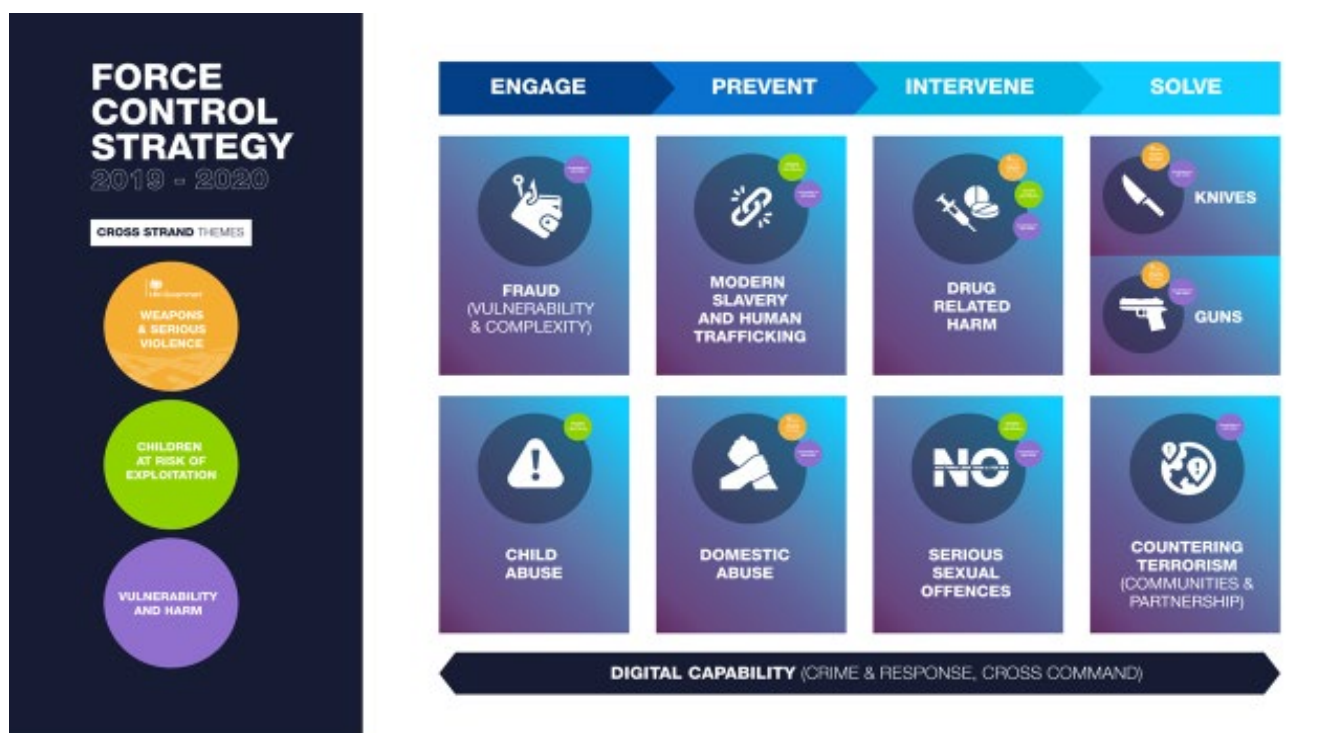 FORCE
CONTROL
STRATEGY
2019 - 2020
CROSS STRAND THEMES
WEAPONS
& SERIOUS
VIOLENCE
CHILDREN
AT RISK OF
EXPLOITATION
VULNERABILITY
AND HARM
ENGAGE
PREVENT
INTERVENE
SOLVE
FRAUD
(VULNERABILITY
& COMPLEXITY)
MODERN
SLAVERY
AND HUMAN
TRAFFICKING
DRUG
RELATED
HARM
KNIVES
GUNS
CHILD
ABUSE
DOMESTIC
ABUSE
NO
SERIOUS
SEXUAL
OFFENCES
COUNTERING
TERRORISM
(COMMUNITIES &
PARTNERSHIP)
DIGITAL CAPABILITY (CRIME & RESPONSE, CROSS COMMAND)